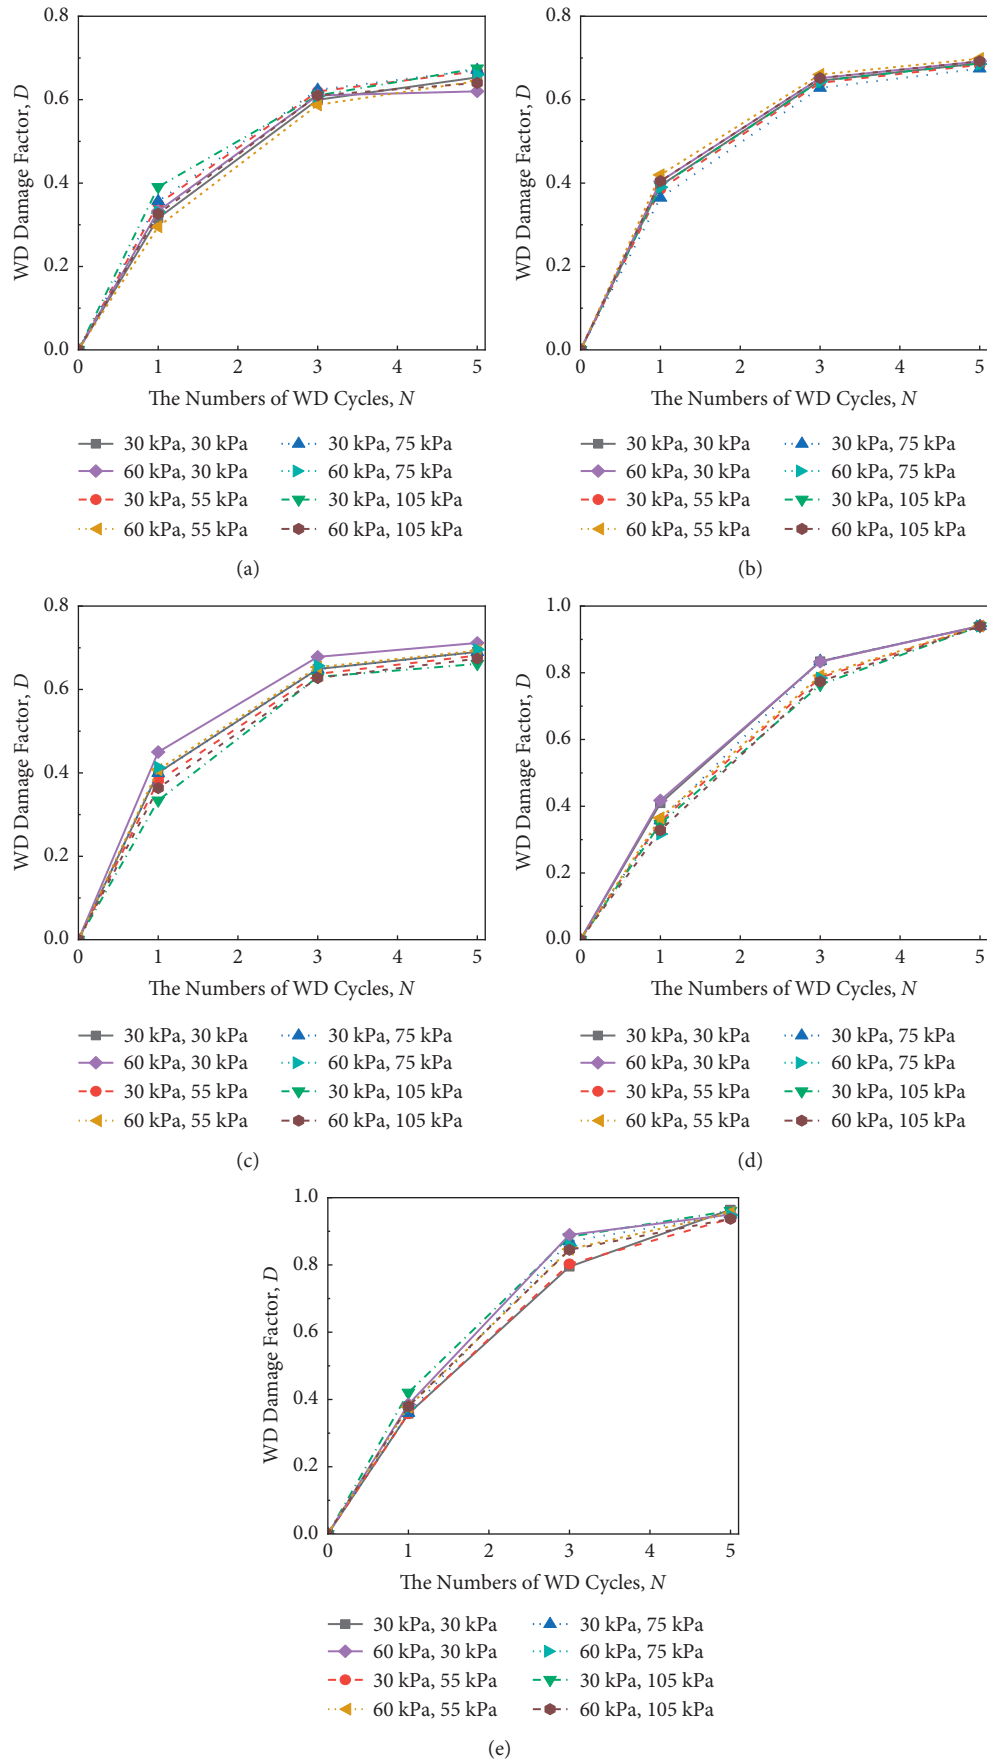 0.8
0.6
0.4
0.2
0.0
WD Damage Factor, D
0 1 2 3 4 5
The Numbers of WD Cycles, N
30 kPa, 30 kPa 30 kPa, 75 kPa
60 kPa, 30 kPa 60 kPa, 75 kPa
30 kPa, 55 kPa 30 kPa, 105 kPa
60 kPa, 55 kPa 60 kPa, 105 kPa
(a)
0.8
0.6
0.4
0.2
0.0
WD Damage Factor, D
0 1 2 3 4 5
The Numbers of WD Cycles, N
30 kPa, 30 kPa 30 kPa, 75 kPa
60 kPa, 30 kPa 60 kPa, 75 kPa
30 kPa, 55 kPa 30 kPa, 105 kPa
60 kPa, 55 kPa 60 kPa, 105 kPa
(b)
0.8
0.6
0.4
0.2
0.0
WD Damage Factor, D
0 1 2 3 4 5
The Numbers of WD Cycles, N
30 kPa, 30 kPa 30 kPa, 75 kPa
60 kPa, 30 kPa 60 kPa, 75 kPa
30 kPa, 55 kPa 30 kPa, 105 kPa
60 kPa, 55 kPa 60 kPa, 105 kPa
(c)
1.0
0.8
0.6
0.4
0.2
0.0
WD Damage Factor, D
0 1 2 3 4 5
The Numbers of WD Cycles, N
30 kPa, 30 kPa 30 kPa, 75 kPa
60 kPa, 30 kPa 60 kPa, 75 kPa
30 kPa, 55 kPa 30 kPa, 105 kPa
60 kPa, 55 kPa 60 kPa, 105 kPa
(d)
1.0
0.8
0.6
0.4
0.2
0.0
WD Damage Factor, D
0 1 2 3 4 5
The Numbers of WD Cycles, N
30 kPa, 30 kPa 30 kPa, 75 kPa
60 kPa, 30 kPa 60 kPa, 75 kPa
30 kPa, 55 kPa 30 kPa, 105 kPa
60 kPa, 55 kPa 60 kPa, 105 kPa
(e)